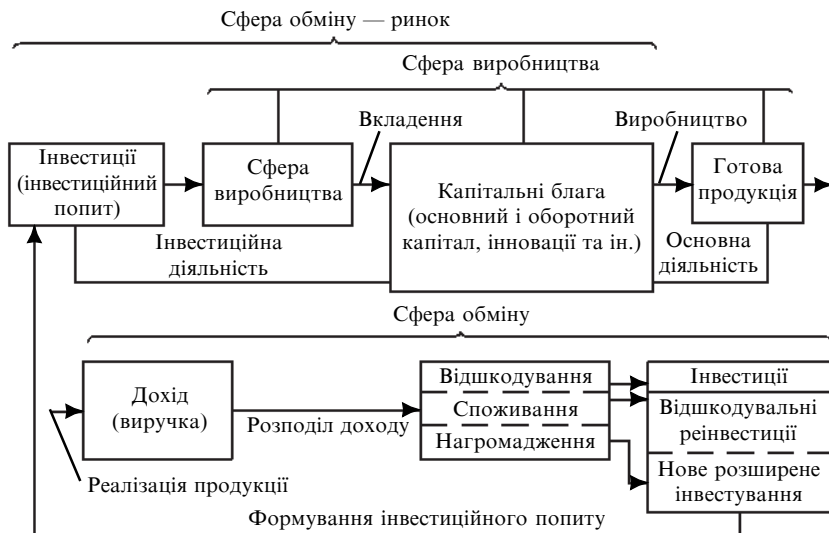 Сфера обміну — ринок
Сфера виробництва
Вкладення
Виробництво
Інвестиції
(інвестиційний
попит)
Сфера
виробництва
Капітальні блага
(основний і оборотний
капітал, інновації та ін.)
Готова
продукція
Інвестиційна
діяльність
Основна
діяльність
Сфера обміну
Дохід
(виручка)
Розподіл доходу
Відшкодування
Споживання
Нагромадження
Інвестиції
Відшкодувальні
реінвестиції
Нове розширене
інвестування
Реалізація продукції
Формування інвестиційного попиту